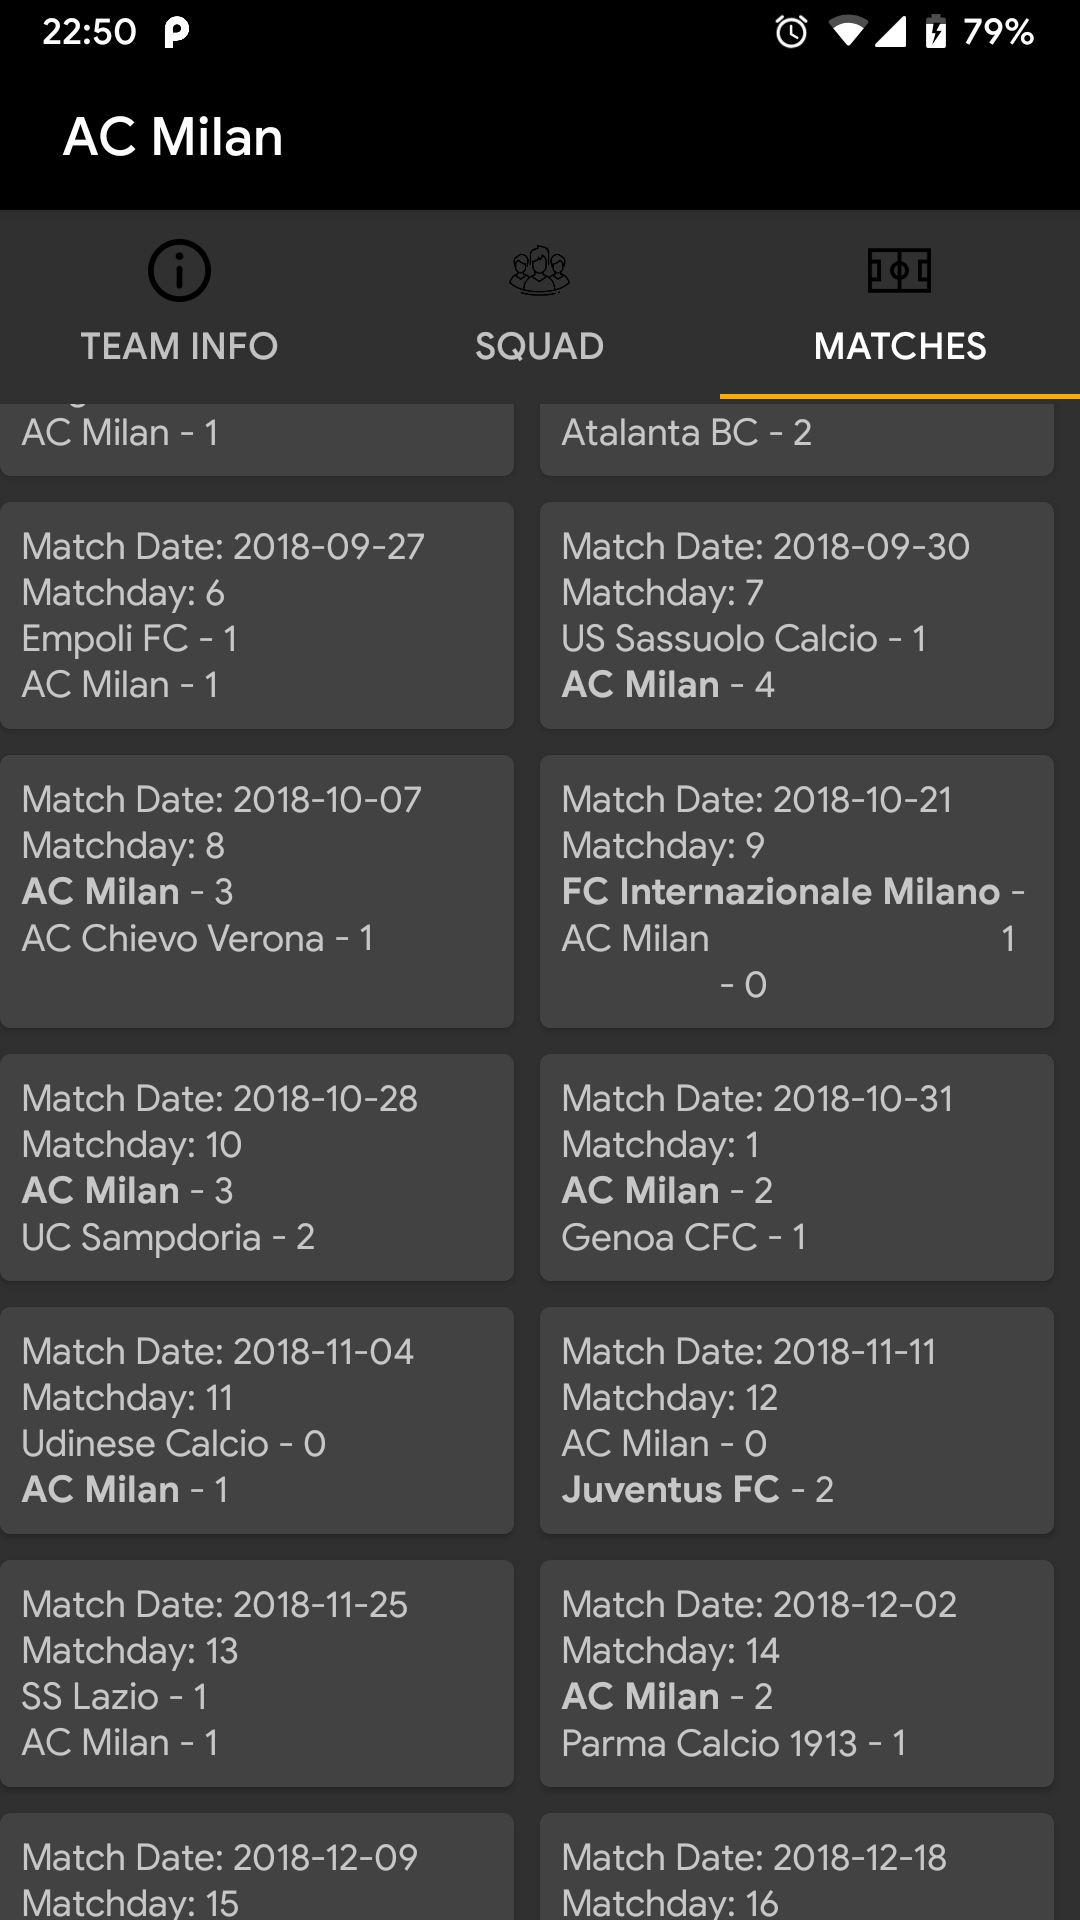 22:50
79%
AC Milan
TEAM INFO
SQUAD
MATCHES
AC Milan - 1
Atalanta BC - 2
Match Date: 2018-09-27
Matchday: 6
Empoli FC - 1
AC Milan - 1
Match Date: 2018-09-30
Matchday: 7
US Sassuolo Calcio - 1
AC Milan - 4
Match Date: 2018-10-07
Matchday: 8
AC Milan - 3
AC Chievo Verona - 1
Match Date: 2018-10-21
Matchday: 9
FC Internazionale Milano -
AC Milan 1
- 0
Match Date: 2018-10-28
Matchday: 10
AC Milan - 3
UC Sampdoria - 2
Match Date: 2018-10-31
Matchday: 1
AC Milan - 2
Genoa CFC - 1
Match Date: 2018-11-04
Matchday: 11
Udinese Calcio - 0
AC Milan - 1
Match Date: 2018-11-11
Matchday: 12
AC Milan - 0
Juventus FC - 2
Match Date: 2018-11-25
Matchday: 13
SS Lazio - 1
AC Milan - 1
Match Date: 2018-12-02
Matchday: 14
AC Milan - 2
Parma Calcio 1913 - 1
Match Date: 2018-12-09
Matchday: 15
Match Date: 2018-12-18
Matchday: 16